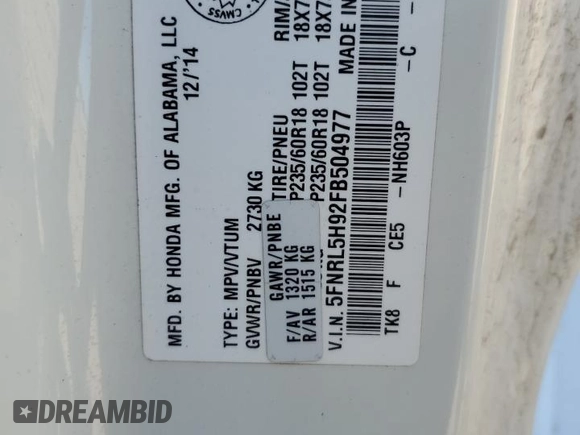 CMVSS
MFD. BY HONDA MFG. OF ALABAMA, LLC
12/'14
TYPE: MPV/VTUM
GVWR/PNBV 2730 KG
GAWR/PNBE TIRE/PNEU RIM/
F/AV 1320 KG P235/60R18 102T 18X7
R/AR 1515 KG P235/60R18 102T 18X7
V.I.N. 5FNRL5H92FB504977 MADE IN
TK8 F CE5 -NH603P -C-
DREAMBID